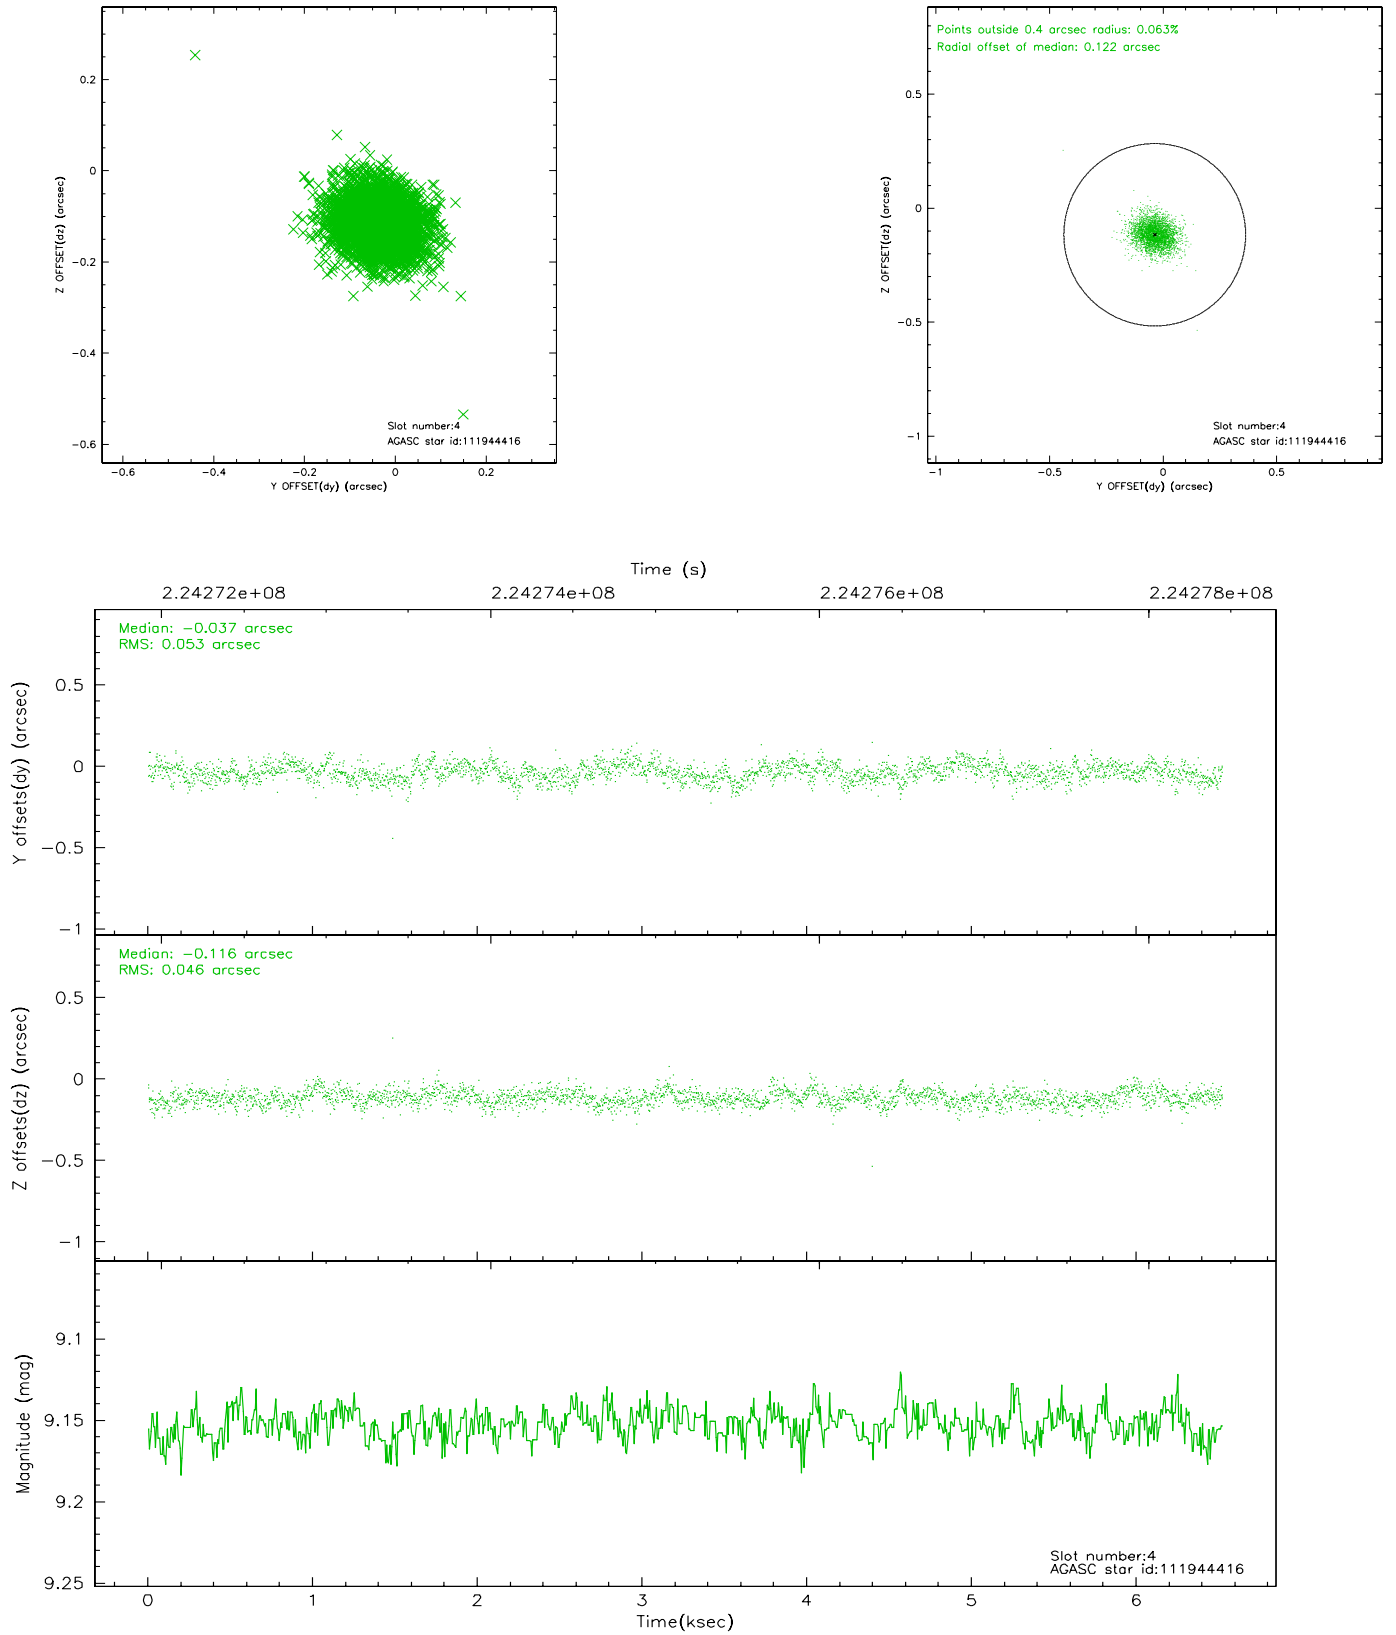 0.2
0
−0.2
−0.4
−0.6
Z OFFSET(dz) (arcsec)
Slot number:4
AGASC star id:111944416
−0.6
−0.4
−0.2
0
0.2
Y OFFSET(dy) (arcsec)
Points outside 0.4 arcsec radius: 0.063%
Radial offset of median: 0.122 arcsec
0.5
0
−0.5
−1
Z OFFSET(dz) (arcsec)
Slot number:4
AGASC star id:111944416
−1
−0.5
0
0.5
Y OFFSET(dy) (arcsec)
Time (s)
2.24272e+08
2.24274e+08
2.24276e+08
2.24278e+08
Median: −0.037 arcsec
RMS: 0.053 arcsec
0.5
0
−0.5
−1
Y offsets(dy) (arcsec)
Median: −0.116 arcsec
RMS: 0.046 arcsec
0.5
0
−0.5
−1
Z offsets(dz) (arcsec)
9.1
9.15
9.2
9.25
Magnitude (mag)
Slot number:4
AGASC star id:111944416
0
1
2
3
4
5
6
Time(ksec)